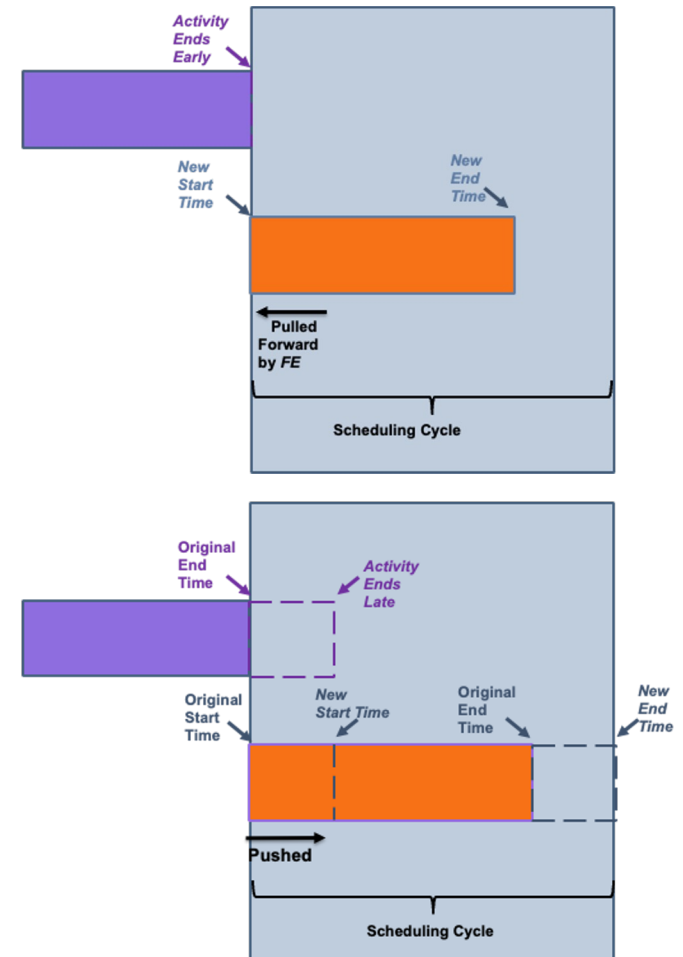 Activity
Ends
Early
New
Start
Time
New
End
Time
Pulled
Forward
by FE
Scheduling Cycle
Original
End
Time
Activity
Ends
Late
Original
Start
Time
New
Start Time
Original
End
Time
New
End
Time
Pushed
Scheduling Cycle